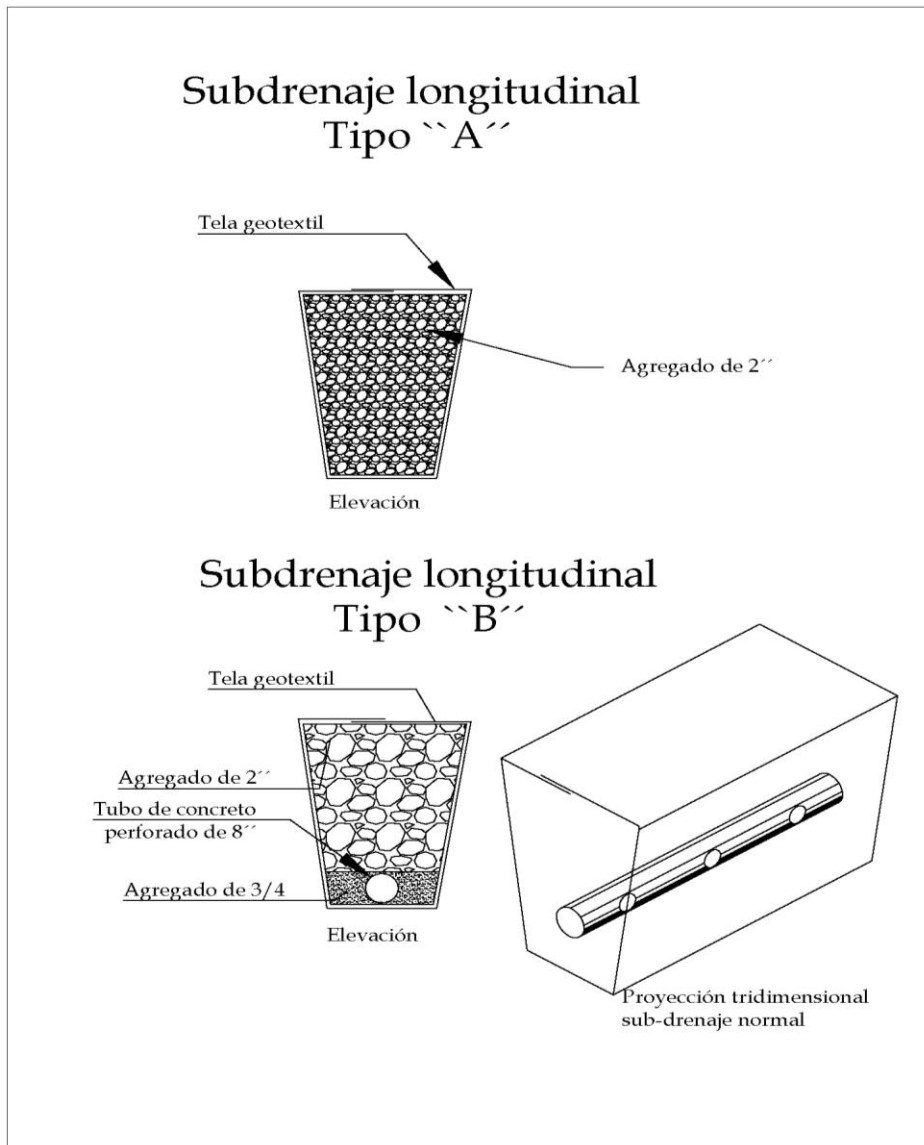 Subdrenaje longitudinal
Tipo ``A´´
Tela geotextil
Agregado de 2´´
Elevación
Subdrenaje longitudinal
Tipo ``B´´
Tela geotextil
Agregado de 2´´
Tubo de concreto
perforado de 8´´
Agregado de 3/4
Elevación
Proyección tridimensional
sub-drenaje normal